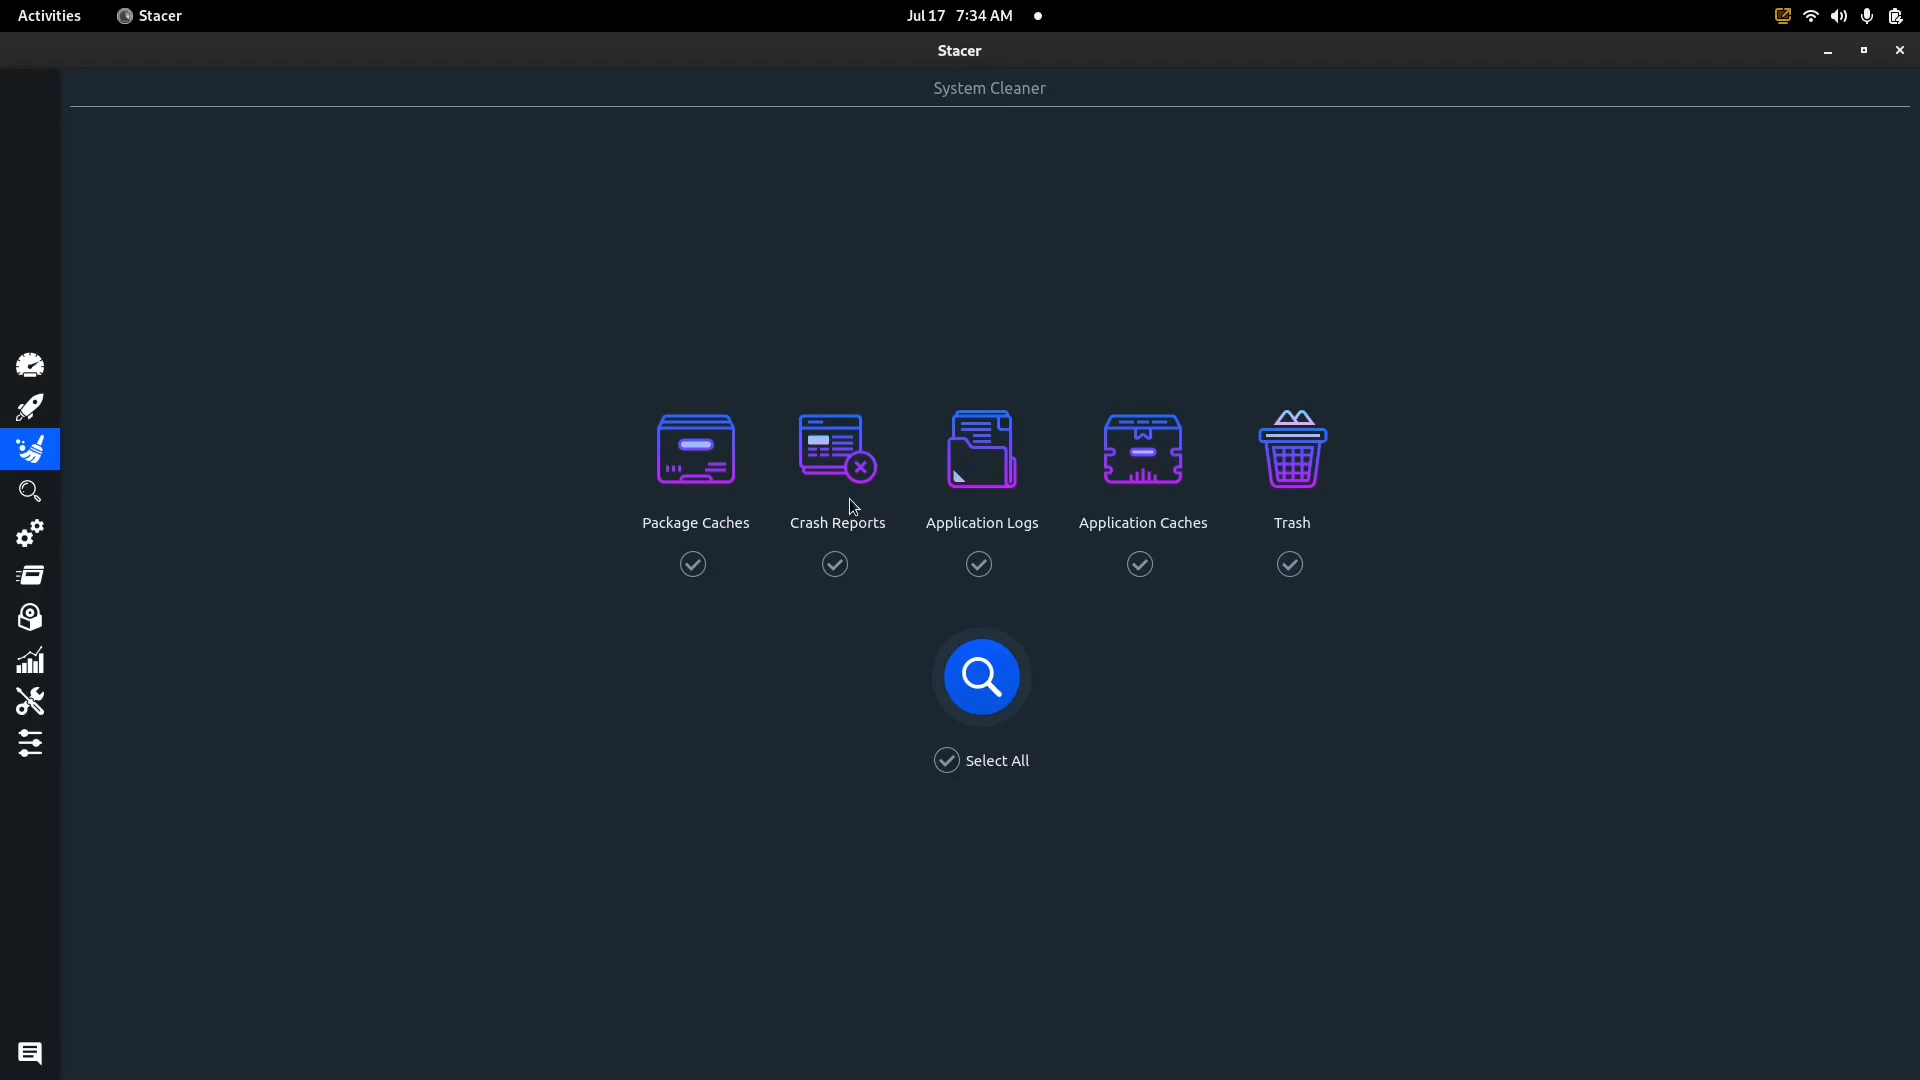 Activities Stacer Jul 17 7:34 AM
Stacer
System Cleaner
Package Caches Crash Reports Application Logs Application Caches Trash
Select All